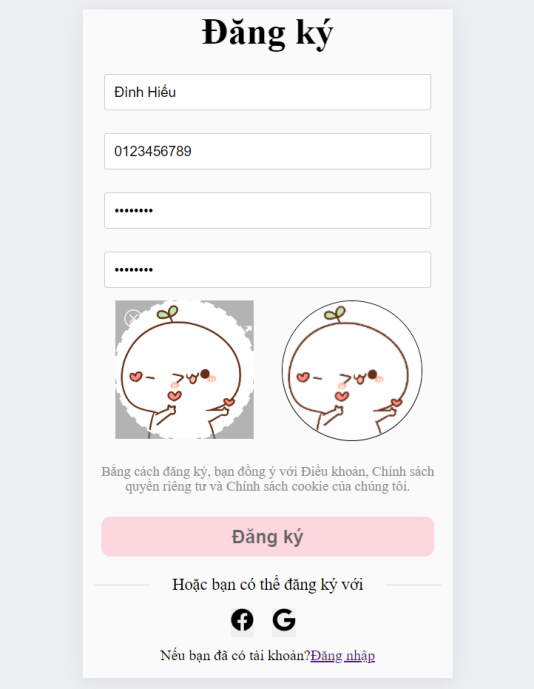 Đăng ký
Đình Hiếu
0123456789
••••••••
••••••••
Bằng cách đăng ký, bạn đồng ý với Điều khoản, Chính sách
quyền riêng tư và Chính sách cookie của chúng tôi.
Đăng ký
Hoặc bạn có thể đăng ký với
Nếu bạn đã có tài khoản?Đăng nhập